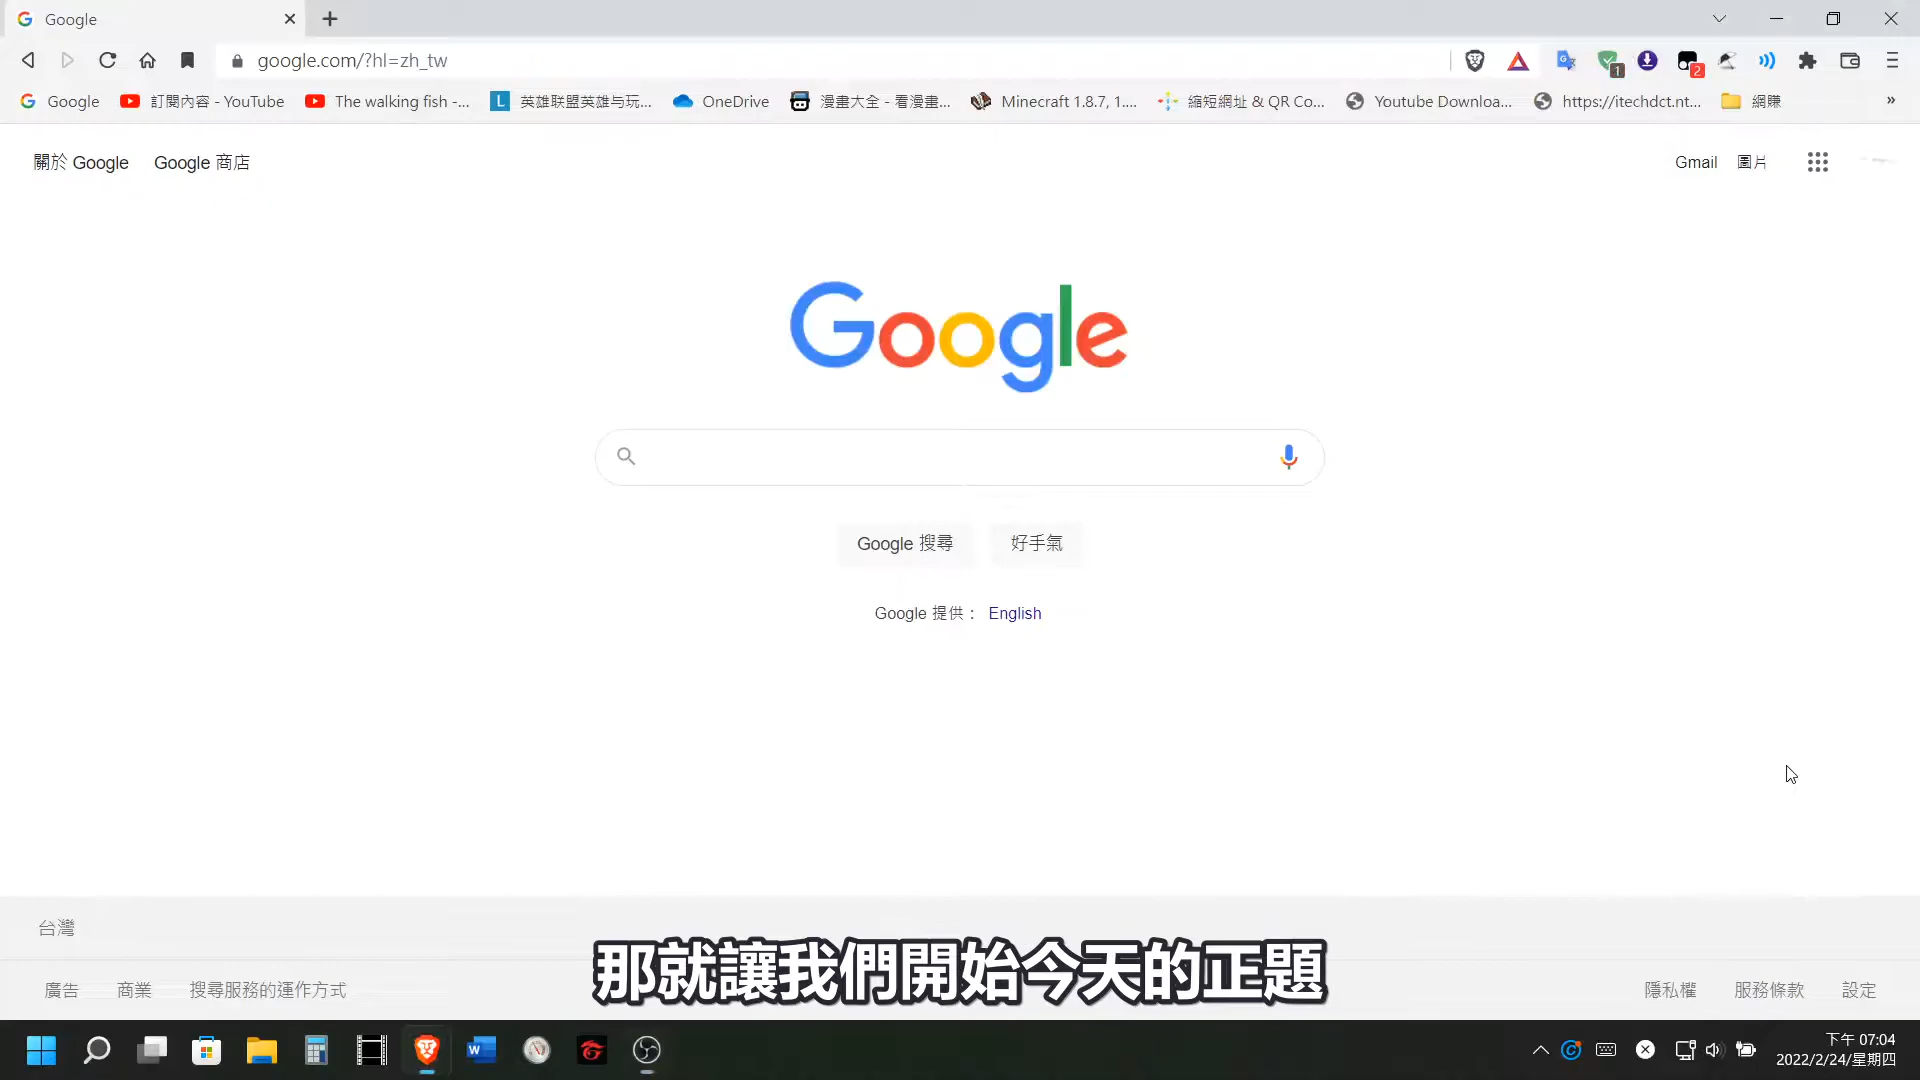 Google
google.com/?hl=zh_tw
1
2
Google
訂閱內容 - YouTube
The walking fish -...
L
英雄联盟英雄与玩...
OneDrive
漫畫大全 - 看漫畫...
Minecraft 1.8.7, 1....
縮短網址 & QR Co...
Youtube Downloa...
https://itechdct.nt...
網賺
»
關於 Google
Google 商店
Gmail
圖片
Google
Google 搜尋
好手氣
Google 提供：
English
台灣
廣告
商業
搜尋服務的運作方式
那就讓我們開始今天的正題
隱私權
服務條款
設定
下午 07:04
2022/2/24/星期四